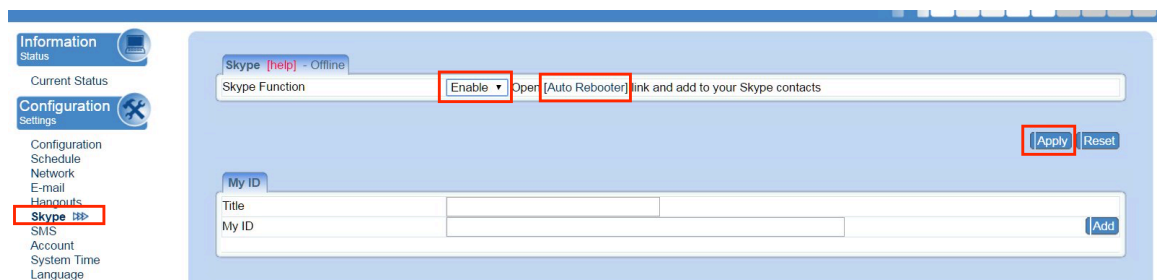 Information
Status
Current Status
Configuration
Settings
Configuration
Schedule
Network
E-mail
Hangouts
Skype
SMS
Account
System Time
Language
Skype [help] - Offline
Skype Function Enable Open [Auto Rebooter] link and add to your Skype contacts
Apply Reset
My ID
Title
My ID Add